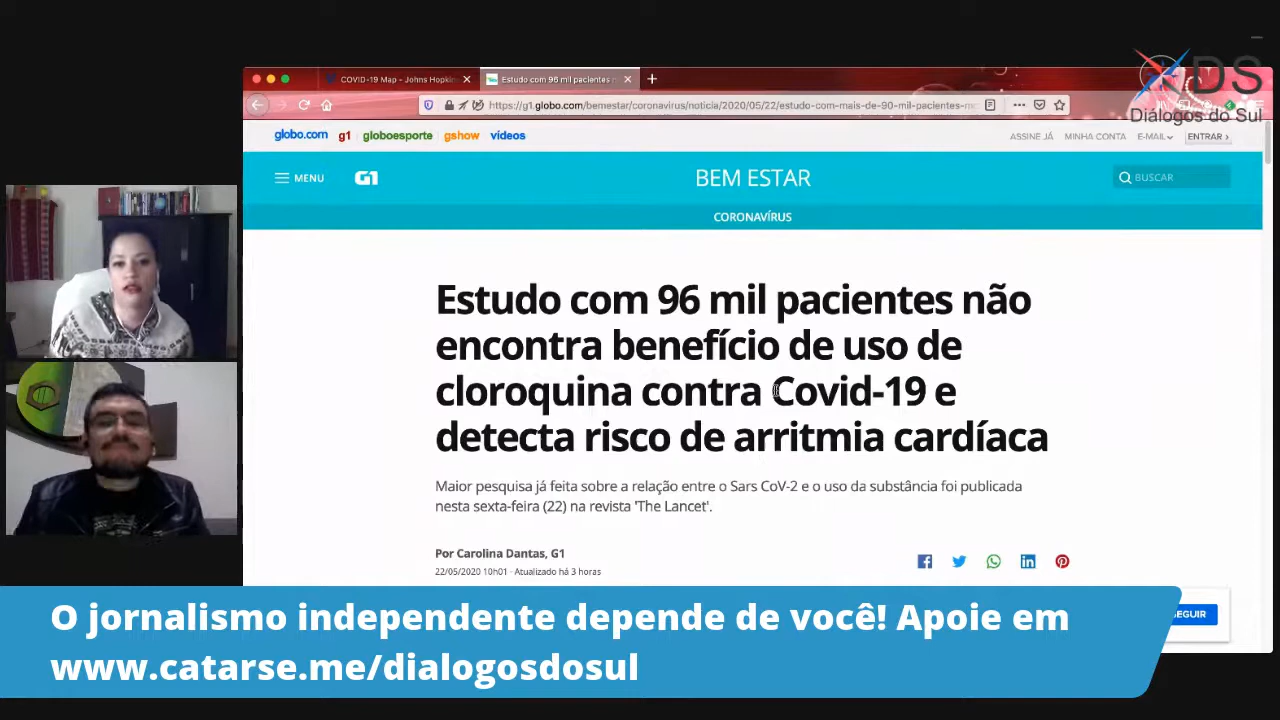 COVID-19 Map - Johns Hopkins
Estudo com 96 mil pacientes n
https://g1.globo.com/bemestar/coronavirus/noticia/2020/05/22/estudo-com-mais-de-90-mil-pacientes-mo
DS
Diálogos do Sul
globo.com g1 globoesporte gshow vídeos
ASSINE JÁ MINHA CONTA E-MAIL ENTRAR ›
MENU G1 BEM ESTAR BUSCAR
CORONAVÍRUS
Estudo com 96 mil pacientes não
encontra benefício de uso de
cloroquina contra Covid-19 e
detecta risco de arritmia cardíaca
Maior pesquisa já feita sobre a relação entre o Sars CoV-2 e o uso da substância foi publicada
nesta sexta-feira (22) na revista 'The Lancet'.
Por Carolina Dantas, G1
22/05/2020 10h01 · Atualizado há 3 horas
EGUIR
O jornalismo independente depende de você! Apoie em
www.catarse.me/dialogosdosul